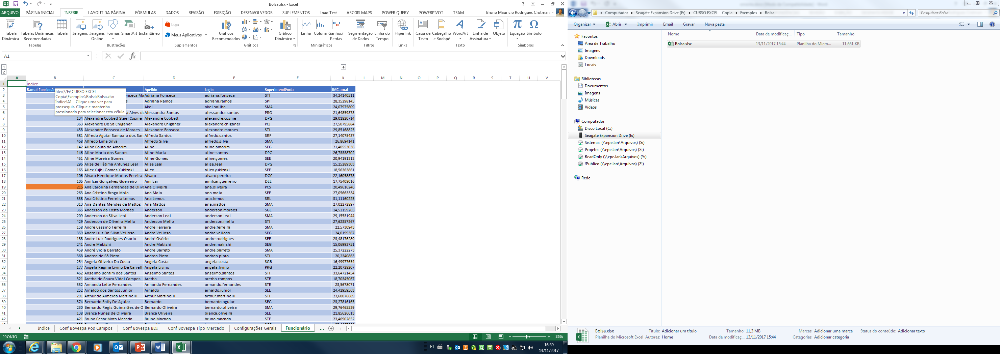 Bolsa.xlsx - Excel
ARQUIVO PÁGINA INICIAL INSERIR LAYOUT DA PÁGINA FÓRMULAS DADOS REVISÃO EXIBIÇÃO DESENVOLVEDOR SUPLEMENTOS Load Test ARCGIS MAPS POWER QUERY POWERPIVOT TEAM Bruno Mauricio Rodrigues Crotman
Tabela Dinâmica
Tabelas Dinâmicas Recomendadas
Tabela
Imagens
Imagens Online
Formas
SmartArt
Instantâneo
Loja
Meus Aplicativos
Gráficos Recomendados
Gráfico Dinâmico
Linha
Coluna
Ganhos/ Perdas
Segmentação de Dados
Linha do Tempo
Hiperlink
Caixa de Texto
Cabeçalho e Rodapé
WordArt
Linha de Assinatura
Objeto
Equação
Símbolo
Tabelas Ilustrações Suplementos Gráficos Minigráficos Filtros Links Texto Símbolos
A1
fx
1
2
A B C D E F K L M N O P Q R S T U V
1 Índice
2 Ramal Funcionár Apelido Login Superintendência IMC atual
file:///E:\CURSO EXCEL -
Copia\Exemplos\Bolsa\Bolsa.xlsx -
Índice!A1 - Clique uma vez para
prosseguir. Clique e mantenha
pressionado para selecionar esta célula.
3 Adriana Fonseca adriana.fonseca STI 34,24140511
4 Adriana Ramos adriana.ramos SPT 28,35298145
5 Akel akel.saliba SMA 24,07975809
6 a Alves do Alessandra Santos alessandra.santos PRG 21,64859373
7 134 Alexandre Cobbett Stael Cosme Alexandre Cobbett alexandre.cosme DPG 29,01820714
8 363 Alexandre De Sa Chiganer Alexandre Chiganer alexandre.chiganer PCJ 27,50795884
9 458 Alexandre Fonseca de Moraes Alexandre Fonseca alexandre.moraes STI 29,85168825
10 381 Alfredo Aguiar Sampaio dos San Alfredo Santos alfredo.santos SRF 27,14075437
11 468 Alfredo Lima Silva Alfredo Silva alfredo.silva SMA 26,8694141
12 142 Aline Couto de Amorim Aline aline.amorim SEG 21,40553036
13 146 Aline Maria dos Santos Aline Maria aline.santos DPG 26,73338702
14 451 Aline Moreira Gomes Aline Gomes aline.gomes SEE 20,94191312
15 296 Alize de Fátima Antunes Leal Alize Leal alize.leal DPG 15,25289303
16 165 Allex Yujhi Gomes Yukizaki Allex allex.yukizaki SEE 18,56363861
17 106 Alvaro Henrique Matias Pereira Álvaro alvaro.pereira DGC 22,16058373
18 105 Amilcar Gonçalves Guerreiro Amílcar amilcar.guerreiro DEE 17,75408016
19 215 Ana Carolina Fernandes de Olive Ana Oliveira ana.oliveira PCS 20,49616246
20 263 Ana Cristina Braga Maia Ana Maia ana.maia SEE 27,05663334
21 338 Ana Cristina Ferreira Lemos Ana Lemos ana.lemos SRL 31,11160225
22 313 Ana Dantas Mendez de Mattos Ana Mattos ana.mattos SMA 27,02272897
23 365 Anderson da Costa Moraes Anderson anderson.moraes SGE 14,52159265
24 209 Anderson da Silva Leal Anderson Leal anderson.leal SMA 29,15531944
25 429 Anderson de Oliveira Mello Anderson Mello anderson.mello STI 27,62357267
26 158 Andre Cassino Ferreira Andre Ferreira andre.ferreira SMA 22,5730943
27 359 Andre Luiz Da Silva Velloso Andre Velloso andre.velloso SEG 24,0199367
28 188 Andre Luiz Rodrigues Osorio André Osório andre.rodrigues SEE 23,48176289
29 241 Andre Makishi Andre Makishi andre.makishi SEG 15,06992751
30 459 André Viola Barreto Andre Barreto andre.barreto SMA 25,37222273
31 368 Andrea de Sá Pinto Andrea Pinto andrea.pinto STI 20,2340863
32 254 Angela Oliveira Da Costa Angela Costa angela.costa SGB 16,49977654
33 177 Angela Regina Livino De Carvalh Angela Livino angela.livino PRG 22,20728207
34 462 Anselmo Bonfim dos Santos Anselmo Santos anselmo.santos STI 33,64721454
35 321 Aretha de Souza Vidal Campos Aretha aretha.campos STE 18,70345067
36 332 Armando Leite Fernandes Armando Fernandes armando.fernandes STE 23,5678071
37 252 Arnaldo dos Santos Junior Arnaldo arnaldo.junior SEE 24,42959563
38 291 Arthur de Almeida Martinelli Arthur Martinelli arthur.martinelli STI 23,60076689
39 374 Bernardo Folly De Aguiar Bernardo bernardo.aguiar SEG 23,27816165
40 230 Bernardo Regis Guimarães de O Bernardo Oliveira bernardo.oliveira SMA 29,76465539
41 138 Bianca Nunes de Oliveira Bianca Oliveira bianca.oliveira SEE 21,85626613
42 421 Bruno Cesar Mota Macada Bruno Macada bruno.macada STE 23,46902852
Índice Conf Bovespa Pos Campos Conf Bovespa BDI Conf Bovespa Tipo Mercado Configurações Gerais Funcionário ...
PRONTO 85%
PT 16:39
13/11/2017
Computador Seagate Expansion Drive (E:) CURSO EXCEL - Copia Exemplos Bolsa Pesquisar Bolsa
Organizar Abrir Imprimir Email Gravar Nova pasta
Nome Data de modificaç... Tipo Tamanho
Bolsa.xlsx 13/11/2017 15:44 Planilha do Micro... 11.661 KB
Favoritos
Área de Trabalho
Imagens
Downloads
Locais
Bibliotecas
Documentos
Imagens
Músicas
Vídeos
Computador
Disco Local (C:)
Seagate Expansion Drive (E:)
Sistemas (\\epe.lan\Arquivos) (S:)
Projetos (\\epe.lan\Arquivos) (X:)
ReadOnly (\\epe.lan\Arquivos) (Y:)
!Publico (\\epe.lan\Arquivos) (Z:)
Rede
Bolsa.xlsx Título: Adicionar um título Tamanho: 11,3 MB Marcas: Adicionar uma marca Status do conteúdo: Adicionar texto
Planilha do Microsoft Excel Autores: Home Data de modificaç... 13/11/2017 15:44 Categorias: Adicionar categoria